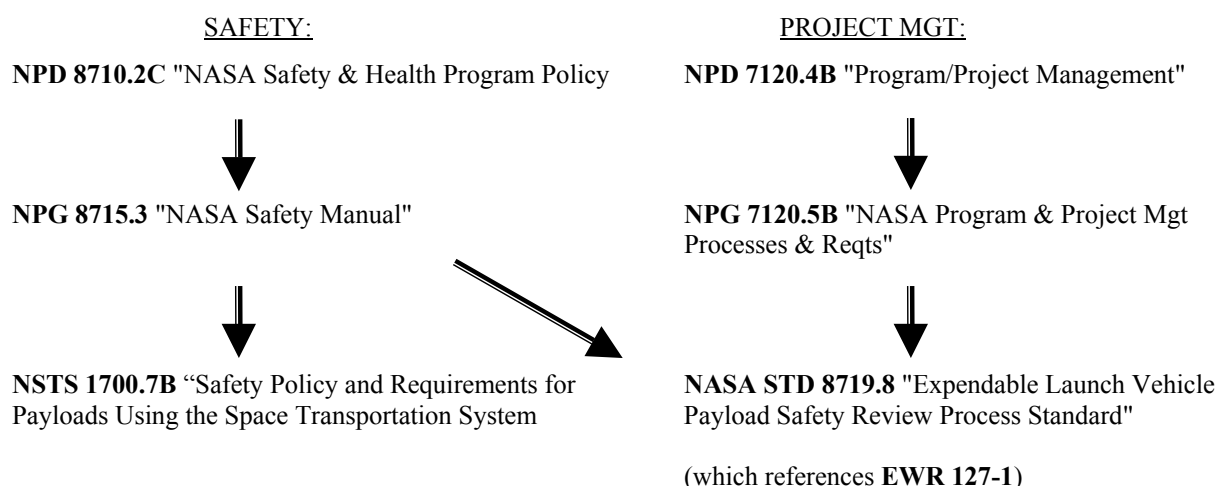 SAFETY:
NPD 8710.2C "NASA Safety & Health Program Policy
NPG 8715.3 "NASA Safety Manual"
NSTS 1700.7B “Safety Policy and Requirements for
Payloads Using the Space Transportation System
PROJECT MGT:
NPD 7120.4B "Program/Project Management"
NPG 7120.5B "NASA Program & Project Mgt
Processes & Reqts"
NASA STD 8719.8 "Expendable Launch Vehicle
Payload Safety Review Process Standard"
(which references EWR 127-1)